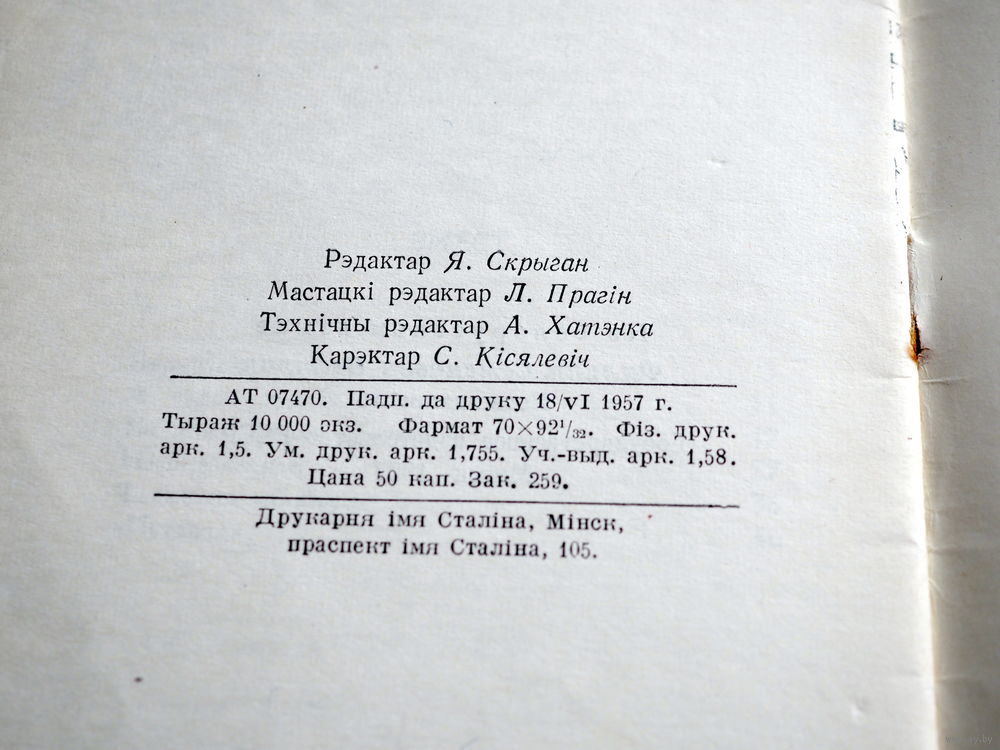 Рэдактар Я. Скрыган
Мастацкі рэдактар Л. Прагін
Тэхнічны рэдактар А. Хатэнка
Карэктар С. Кісялевіч
АТ 07470. Падп. да друку 18/VI 1957 г.
Тыраж 10 000 экз. Фармат 70×92¹/₃₂. Фіз. друк.
арк. 1,5. Ум. друк. арк. 1,755. Уч.-выд. арк. 1,58.
Цана 50 кап. Зак. 259.
Друкарня імя Сталіна, Мінск,
праспект імя Сталіна, 105.